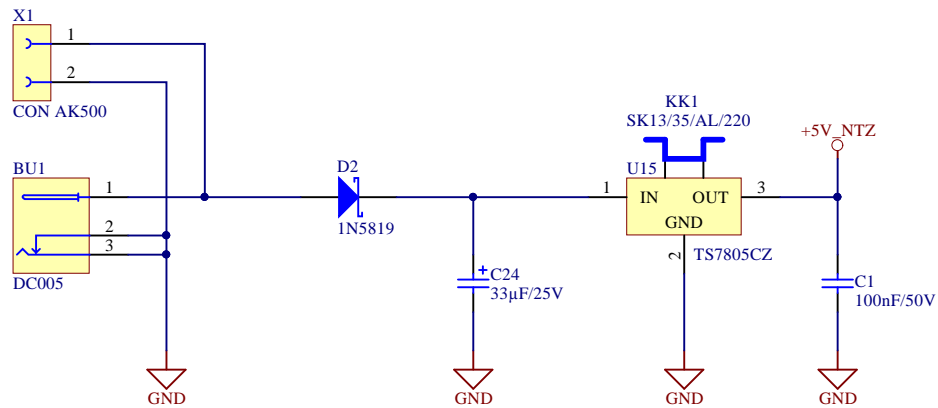 X1
1
2
CON AK500
BU1
1
2
3
DC005
D2
1N5819
C24
33µF/25V
KK1
SK13/35/AL/220
U15
1
IN
OUT
3
GND
2
TS7805CZ
+5V_NTZ
C1
100nF/50V
GND
GND
GND
GND